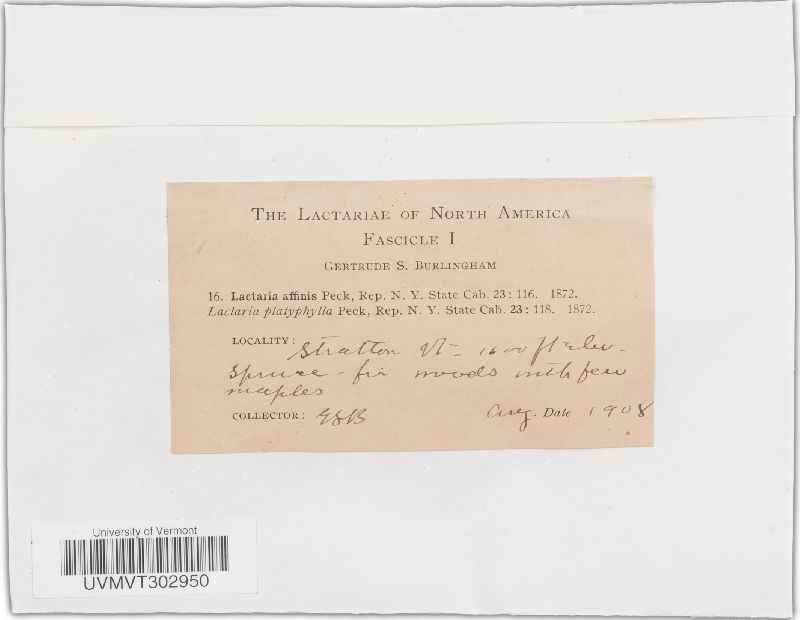 THE LACTARIAE OF NORTH AMERICA
FASCICLE I
GERTRUDE S. BURLINGHAM
16. Lactaria affinis Peck, Rep. N. Y. State Cab. 23: 116. 1872.
Lactaria platyphylla Peck, Rep. N. Y. State Cab. 23: 118. 1872.
LOCALITY: Stratton Vt - 1600 ft elev.
Spruce - fir woods with few
maples
COLLECTOR: GSB Aug. Date 1908
University of Vermont
UVMVT302950